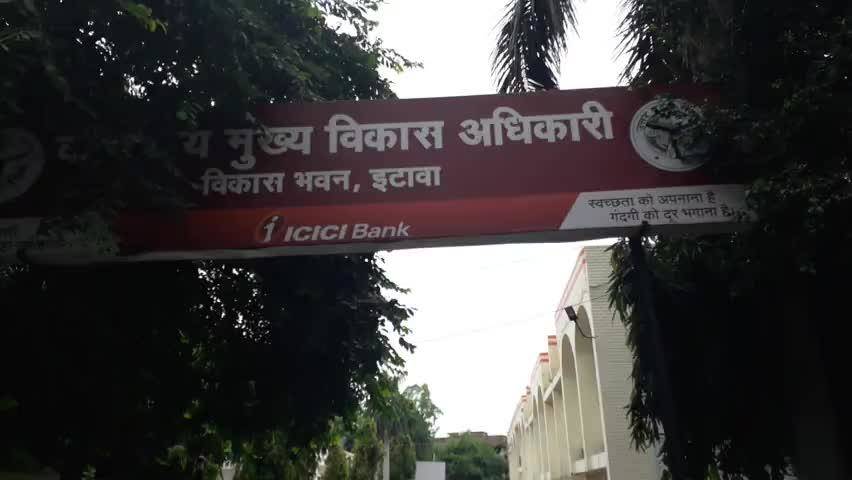 मुख्य विकास अधिकारी
विकास भवन, इटावा
स्वच्छता को अपनाना है
गंदगी को दूर भगाना है
ICICI Bank